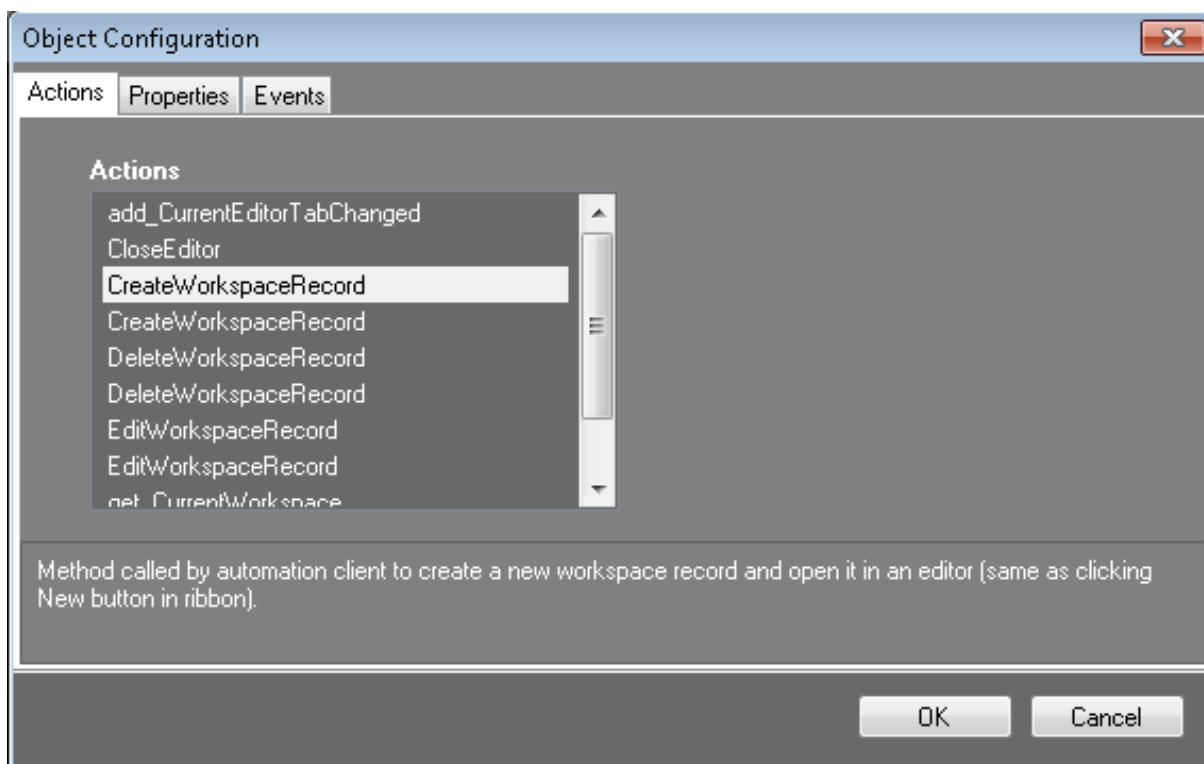 Object Configuration
Actions Properties Events
Actions
add_CurrentEditorTabChanged
CloseEditor
CreateWorkspaceRecord
CreateWorkspaceRecord
DeleteWorkspaceRecord
DeleteWorkspaceRecord
EditWorkspaceRecord
EditWorkspaceRecord
get_CurrentWorkspace
Method called by automation client to create a new workspace record and open it in an editor (same as clicking
New button in ribbon).
OK Cancel